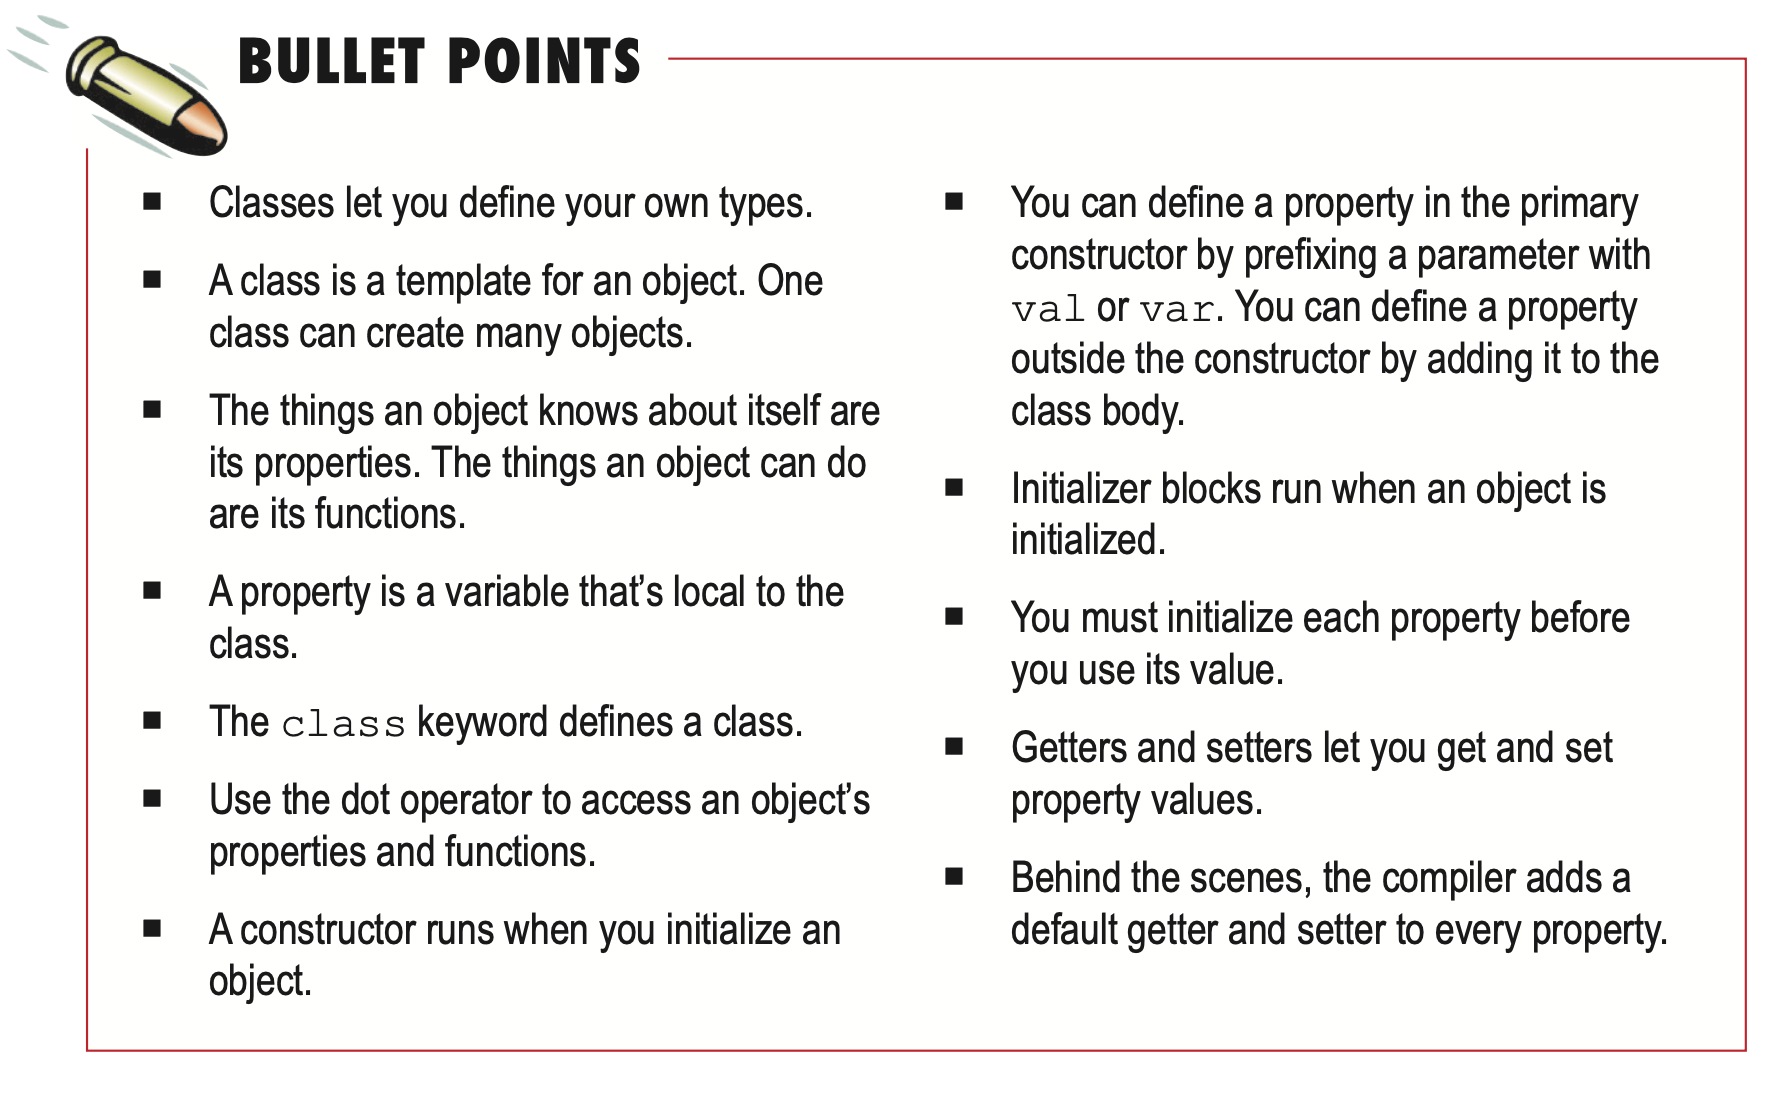 BULLET POINTS
■ Classes let you define your own types.
■ A class is a template for an object. One
class can create many objects.
■ The things an object knows about itself are
its properties. The things an object can do
are its functions.
■ A property is a variable that’s local to the
class.
■ The class keyword defines a class.
■ Use the dot operator to access an object’s
properties and functions.
■ A constructor runs when you initialize an
object.
■ You can define a property in the primary
constructor by prefixing a parameter with
val or var. You can define a property
outside the constructor by adding it to the
class body.
■ Initializer blocks run when an object is
initialized.
■ You must initialize each property before
you use its value.
■ Getters and setters let you get and set
property values.
■ Behind the scenes, the compiler adds a
default getter and setter to every property.